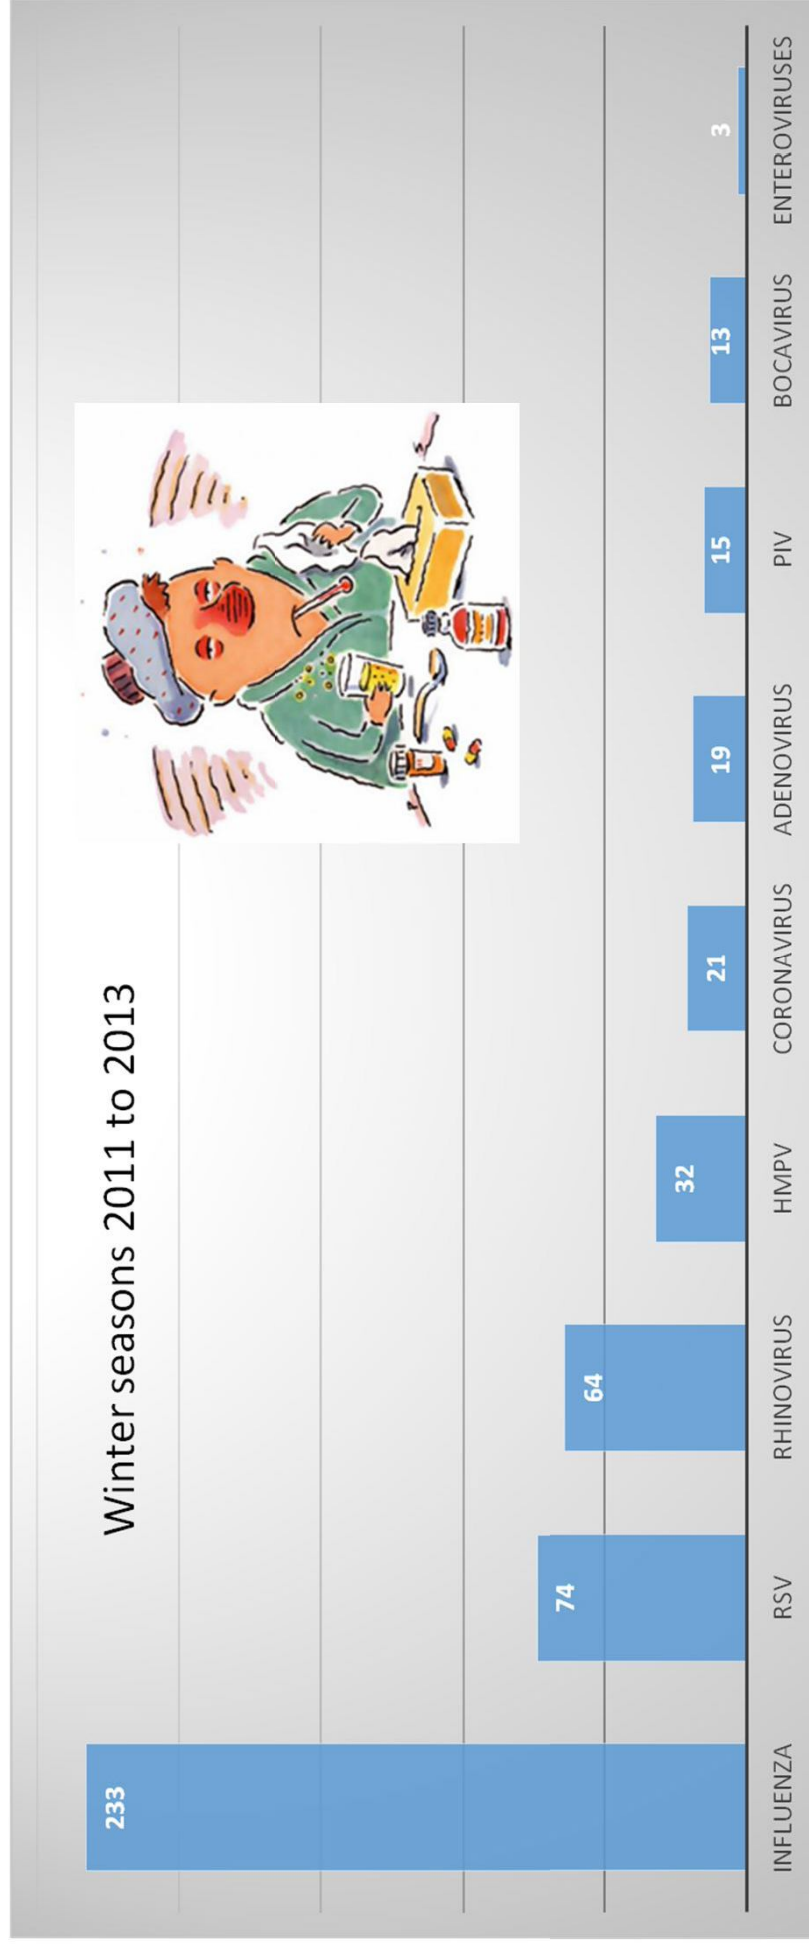 Winter seasons 2011 to 2013
233
74
64
32
21
19
15
13
3
INFLUENZA
RSV
RHINOVIRUS
HMPV
CORONAVIRUS
ADENOVIRUS
PIV
BOCAVIRUS
ENTEROVIRUSES